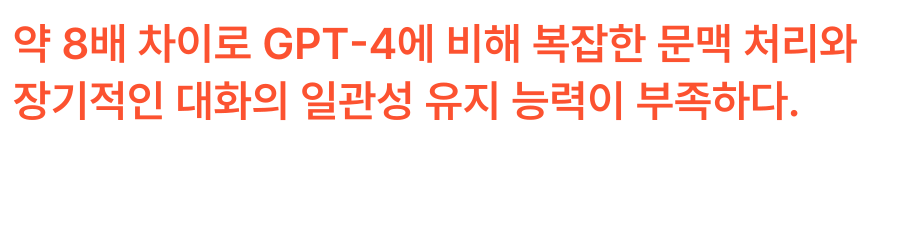 약 8배 차이로 GPT-4에 비해 복잡한 문맥 처리와
장기적인 대화의 일관성 유지 능력이 부족하다.